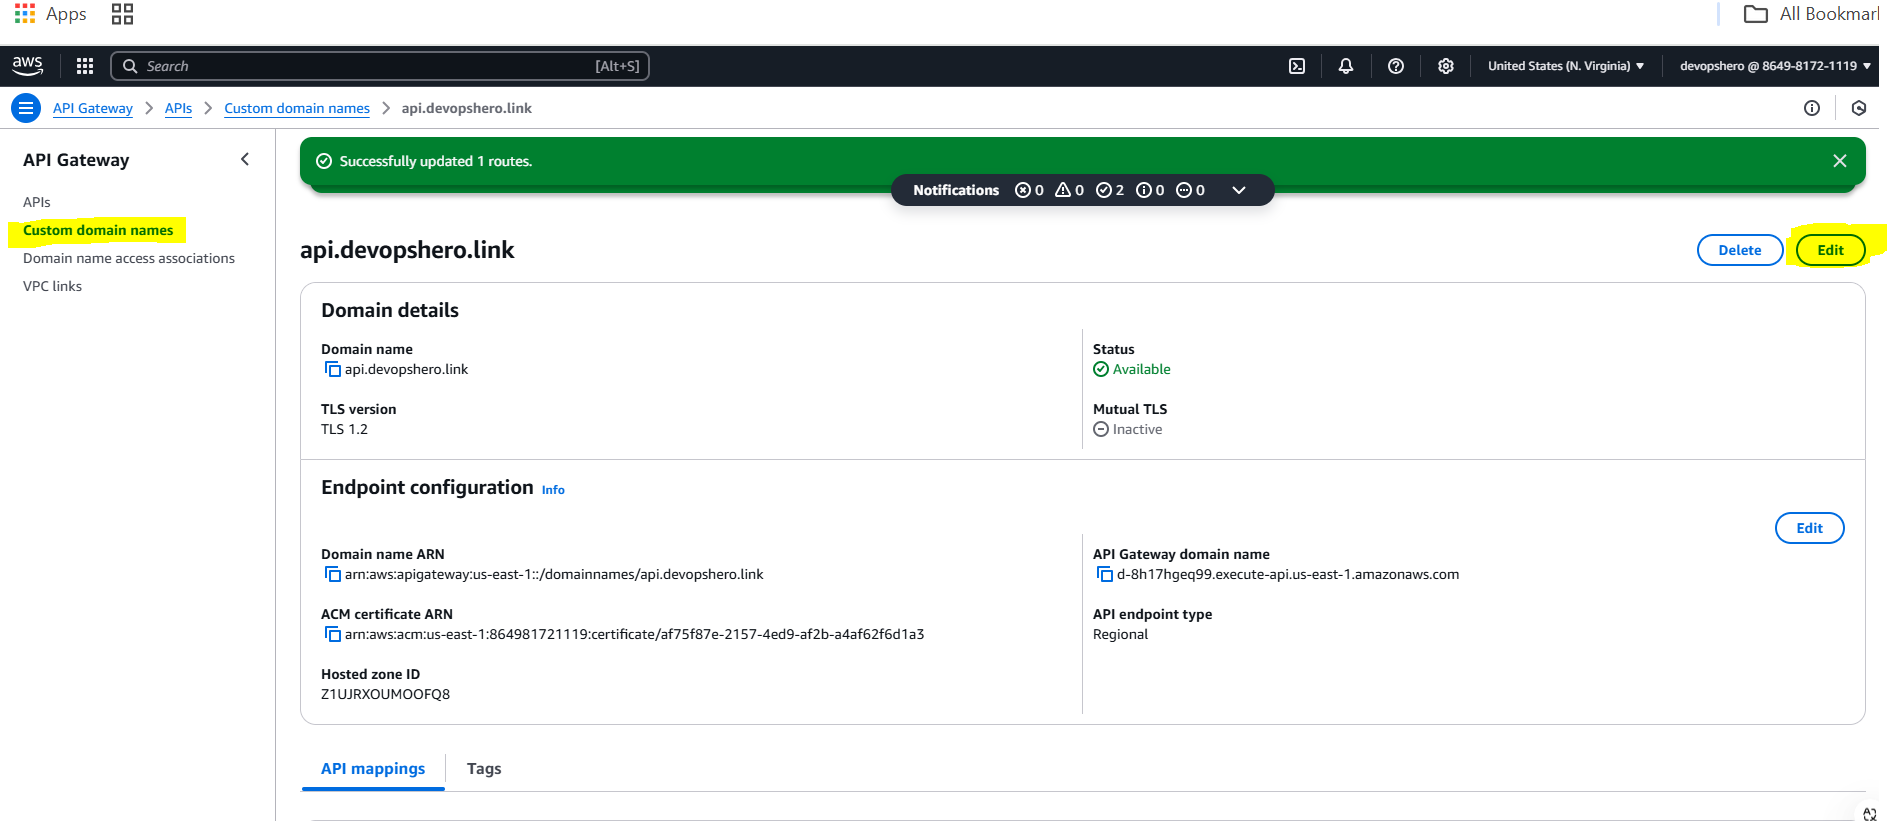 Apps
All Bookmar
aws
Search
[Alt+S]
United States (N. Virginia)
devopshero @ 8649-8172-1119
API Gateway
APIs
Custom domain names
api.devopshero.link
API Gateway
Successfully updated 1 routes.
Notifications 0 0 2 0 0
APIs
Custom domain names
Domain name access associations
VPC links
api.devopshero.link
Delete
Edit
Domain details
Domain name
api.devopshero.link
Status
Available
TLS version
TLS 1.2
Mutual TLS
Inactive
Endpoint configuration Info
Edit
Domain name ARN
arn:aws:apigateway:us-east-1::/domainnames/api.devopshero.link
API Gateway domain name
d-8h17hgeq99.execute-api.us-east-1.amazonaws.com
ACM certificate ARN
arn:aws:acm:us-east-1:864981721119:certificate/af75f87e-2157-4ed9-af2b-a4af62f6d1a3
API endpoint type
Regional
Hosted zone ID
Z1UJRXOUMOOFQ8
API mappings
Tags